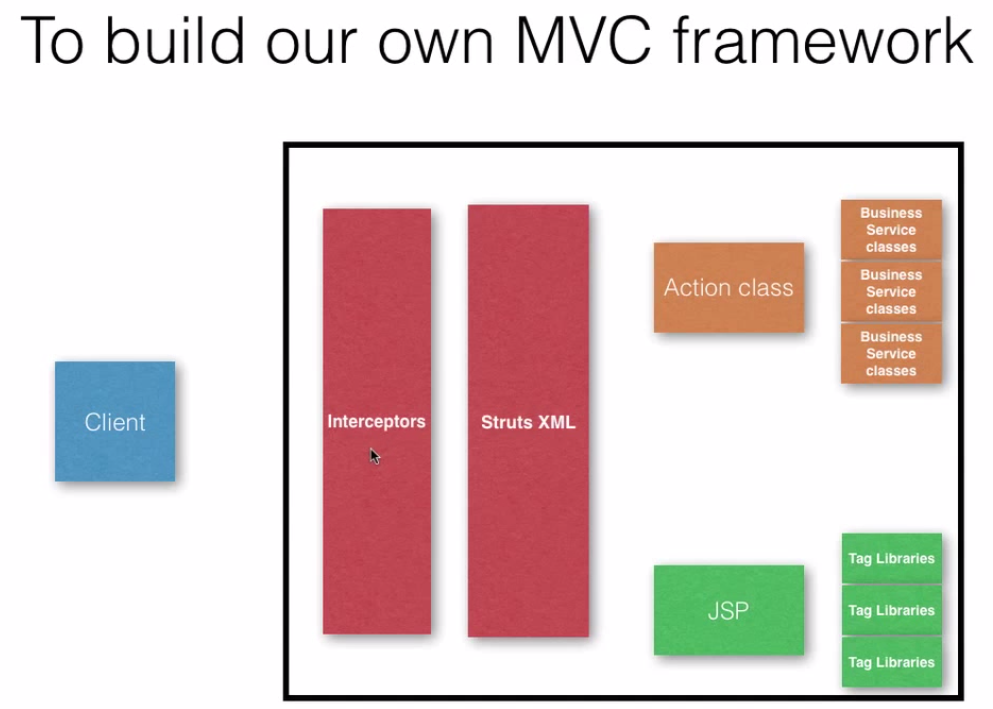 To build our own MVC framework
Client
Interceptors
Struts XML
Action class
Business
Service
classes
Business
Service
classes
Business
Service
classes
JSP
Tag Libraries
Tag Libraries
Tag Libraries